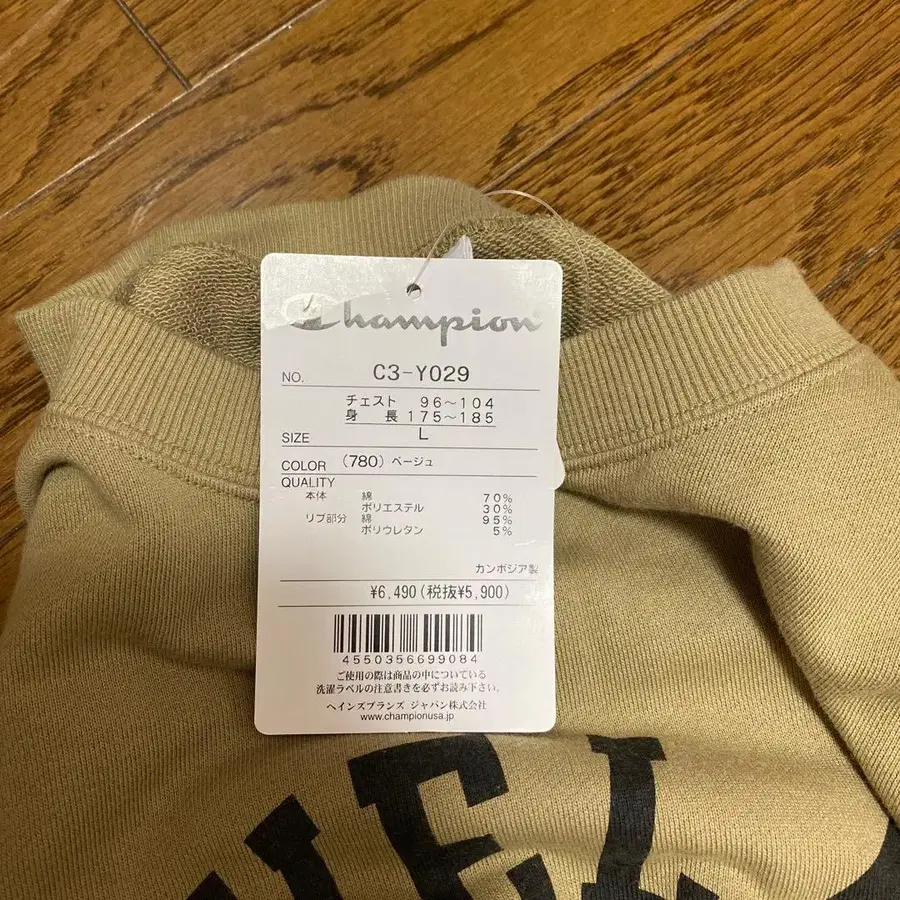 Champion
NO. C3-Y029
チェスト 96～104
身 長 175～185
SIZE L
COLOR (780) ベージュ
QUALITY
本体 綿 70%
ポリエステル 30%
リブ部分 綿 95%
ポリウレタン 5%
カンボジア製
¥6,490(税抜¥5,900)
4550356699084
ご使用の際は商品の中についている
洗濯ラベルの注意書きを必ずお読み下さい。
ヘインズブランズ ジャパン株式会社
www.championusa.jp